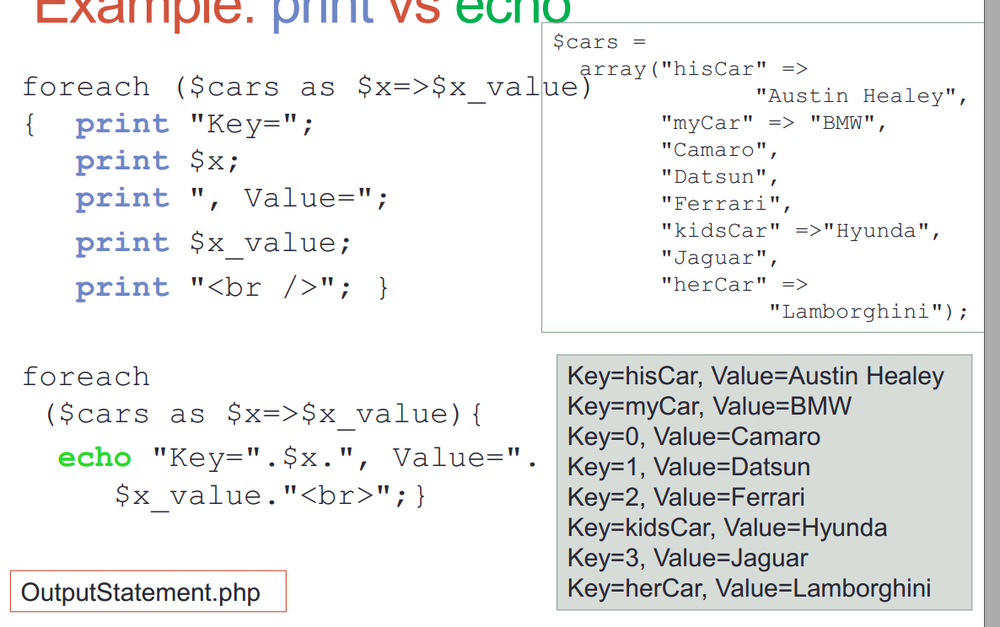 Example: print vs echo
foreach ($cars as $x=>$x_value)
{ print "Key=";
print $x;
print ", Value=";
print $x_value;
print "<br />"; }
foreach
($cars as $x=>$x_value){
echo "Key=".$x.", Value=".
$x_value."<br>";}
OutputStatement.php
$cars =
array("hisCar" =>
"Austin Healey",
"myCar" => "BMW",
"Camaro",
"Datsun",
"Ferrari",
"kidsCar" =>"Hyunda",
"Jaguar",
"herCar" =>
"Lamborghini");
Key=hisCar, Value=Austin Healey
Key=myCar, Value=BMW
Key=0, Value=Camaro
Key=1, Value=Datsun
Key=2, Value=Ferrari
Key=kidsCar, Value=Hyunda
Key=3, Value=Jaguar
Key=herCar, Value=Lamborghini